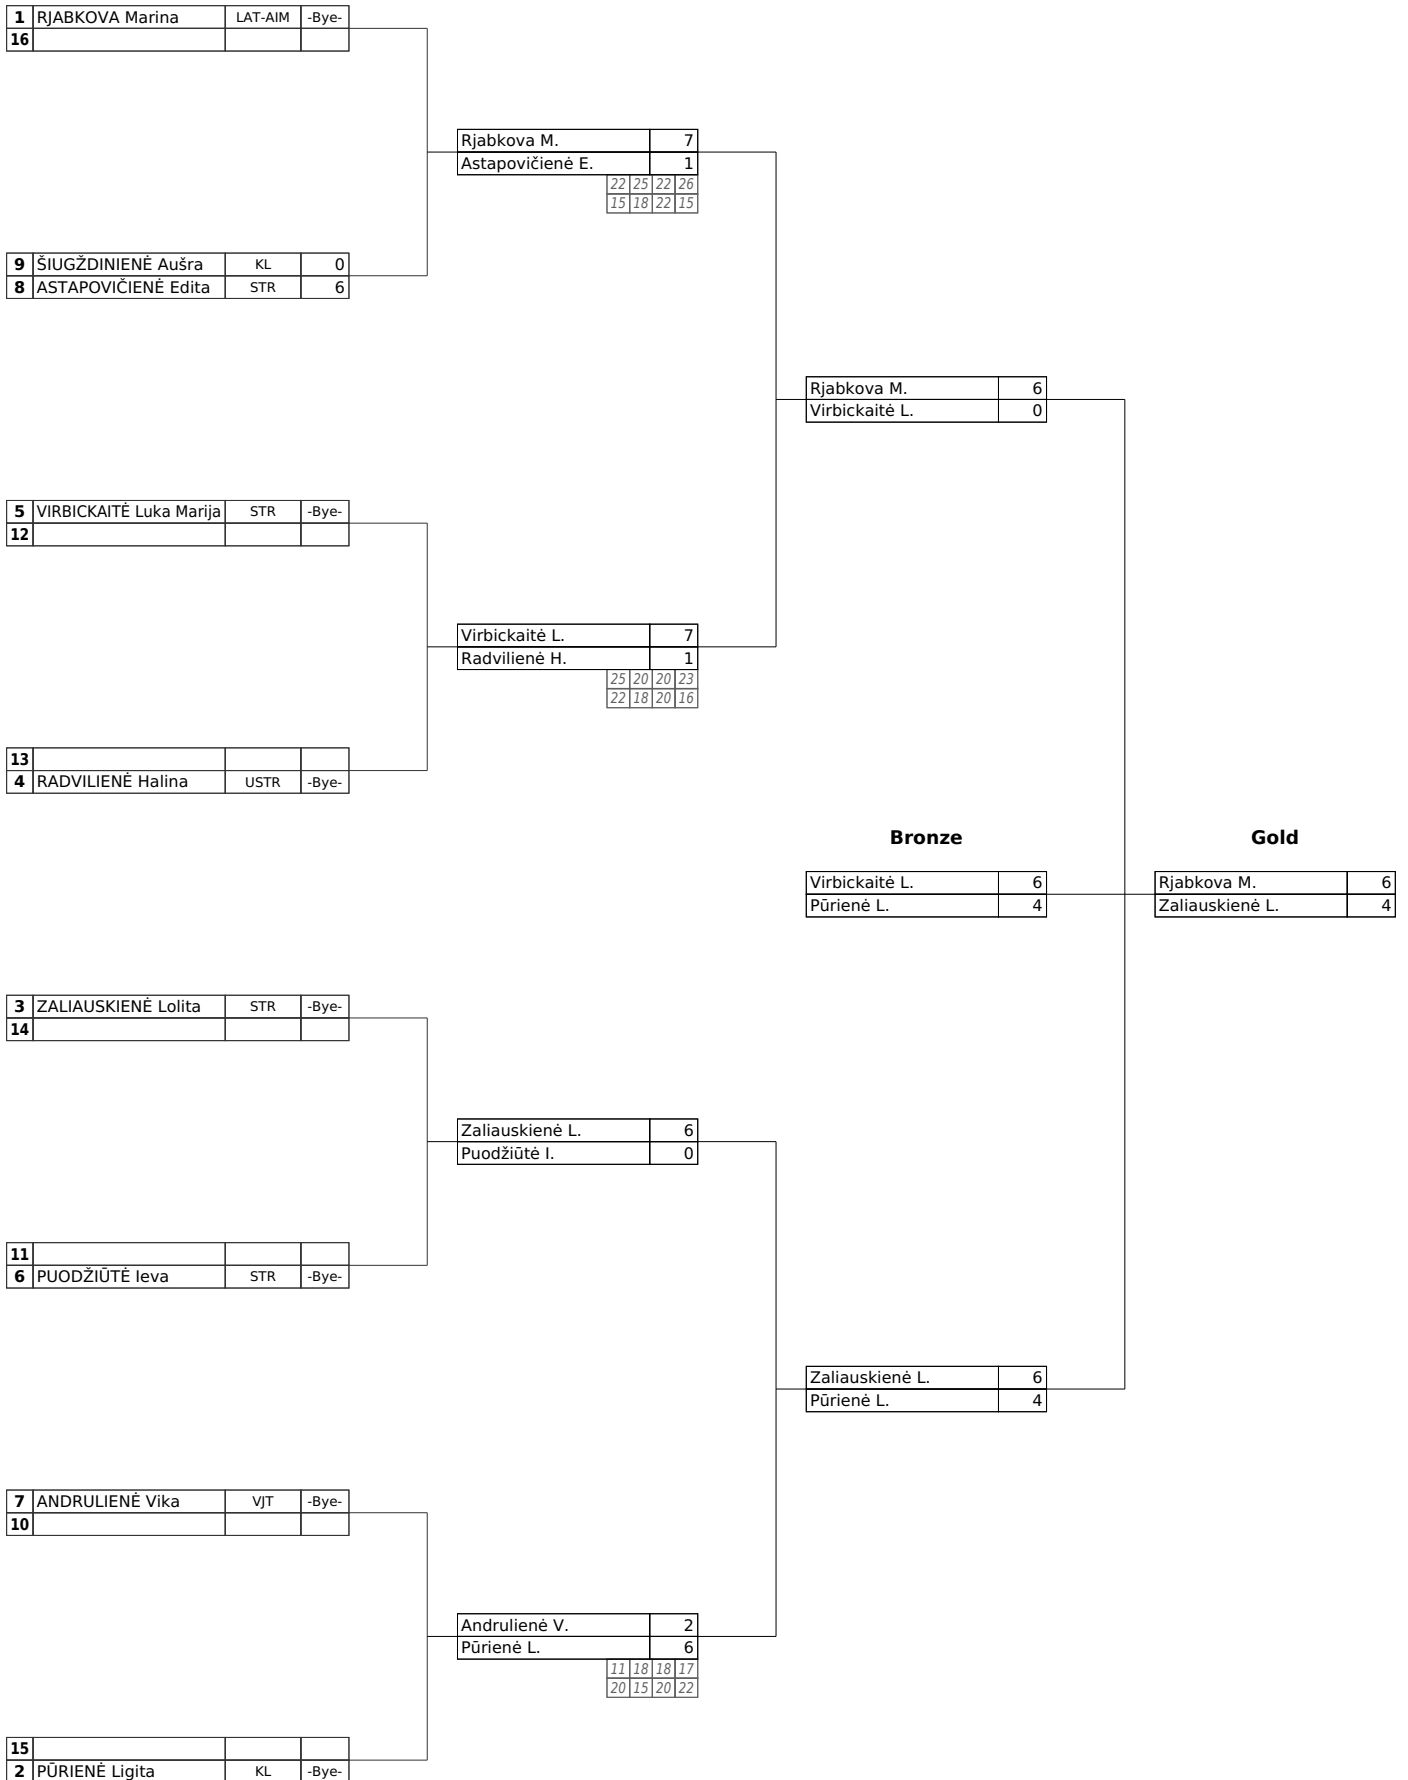 1 RJABKOVA Marina LAT-AIM -Bye-
16
Rjabkova M. 7
Astapovičienė E. 1
22 25 22 26
15 18 22 15
9 ŠIUGŽDINIENĖ Aušra KL 0
8 ASTAPOVIČIENĖ Edita STR 6
Rjabkova M. 6
Virbickaitė L. 0
5 VIRBICKAITĖ Luka Marija STR -Bye-
12
Virbickaitė L. 7
Radvilienė H. 1
25 20 20 23
22 18 20 16
13
4 RADVILIENĖ Halina USTR -Bye-
Bronze Gold
Virbickaitė L. 6 Rjabkova M. 6
Pūrienė L. 4 Zaliauskienė L. 4
3 ZALIAUSKIENĖ Lolita STR -Bye-
14
Zaliauskienė L. 6
Puodžiūtė I. 0
11
6 PUODŽIŪTĖ Ieva STR -Bye-
Zaliauskienė L. 6
Pūrienė L. 4
7 ANDRULIENĖ Vika VJT -Bye-
10
Andrulienė V. 2
Pūrienė L. 6
11 18 18 17
20 15 20 22
15
2 PŪRIENĖ Ligita KL -Bye-